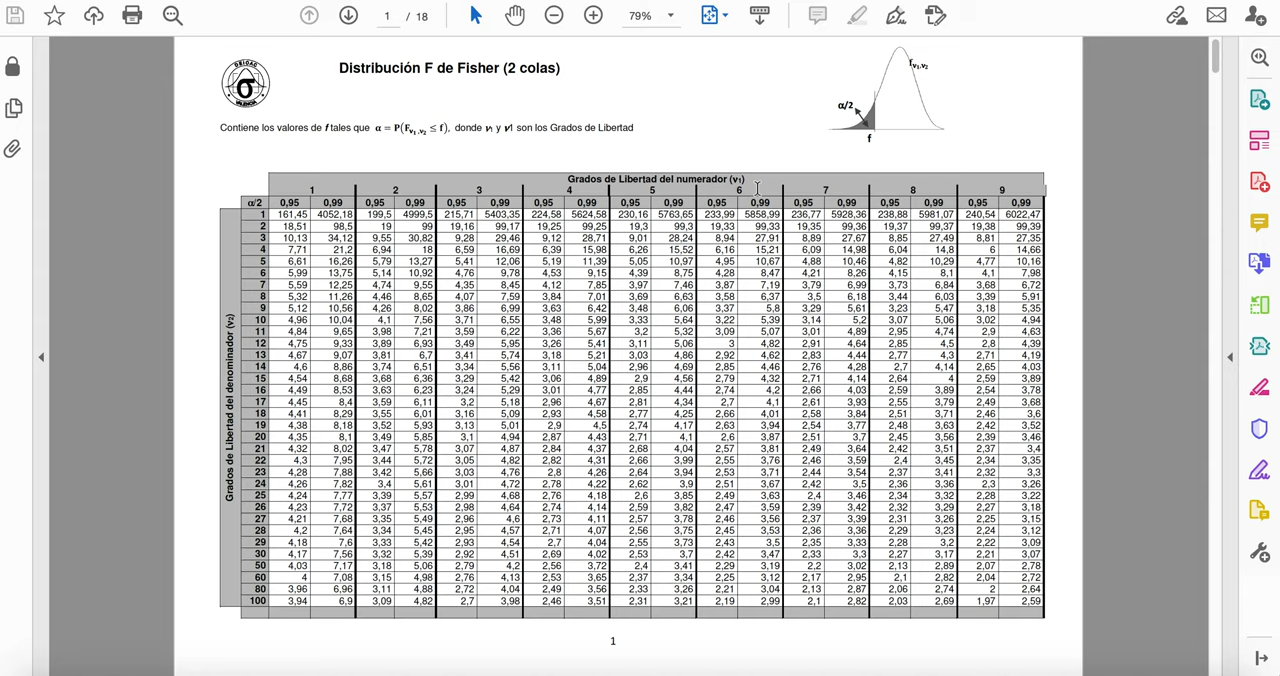 1 / 18
79%
ORIGAC
σ
VALENCIA
Distribución F de Fisher (2 colas)
fν₁,ν₂
α/2
f
Contiene los valores de f tales que α = P(Fν₁,ν₂ ≤ f), donde ν₁ y ν1 son los Grados de Libertad
Grados de Libertad del numerador (ν₁)
1 2 3 4 5 6 7 8 9
α/2 0,95 0,99 0,95 0,99 0,95 0,99 0,95 0,99 0,95 0,99 0,95 0,99 0,95 0,99 0,95 0,99 0,95 0,99
Grados de Libertad del denominador (ν₂)
1 161,45 4052,18 199,5 4999,5 215,71 5403,35 224,58 5624,58 230,16 5763,65 233,99 5858,99 236,77 5928,36 238,88 5981,07 240,54 6022,47
2 18,51 98,5 19 99 19,16 99,17 19,25 99,25 19,3 99,3 19,33 99,33 19,35 99,36 19,37 99,37 19,38 99,39
3 10,13 34,12 9,55 30,82 9,28 29,46 9,12 28,71 9,01 28,24 8,94 27,91 8,89 27,67 8,85 27,49 8,81 27,35
4 7,71 21,2 6,94 18 6,59 16,69 6,39 15,98 6,26 15,52 6,16 15,21 6,09 14,98 6,04 14,8 6 14,66
5 6,61 16,26 5,79 13,27 5,41 12,06 5,19 11,39 5,05 10,97 4,95 10,67 4,88 10,46 4,82 10,29 4,77 10,16
6 5,99 13,75 5,14 10,92 4,76 9,78 4,53 9,15 4,39 8,75 4,28 8,47 4,21 8,26 4,15 8,1 4,1 7,98
7 5,59 12,25 4,74 9,55 4,35 8,45 4,12 7,85 3,97 7,46 3,87 7,19 3,79 6,99 3,73 6,84 3,68 6,72
8 5,32 11,26 4,46 8,65 4,07 7,59 3,84 7,01 3,69 6,63 3,58 6,37 3,5 6,18 3,44 6,03 3,39 5,91
9 5,12 10,56 4,26 8,02 3,86 6,99 3,63 6,42 3,48 6,06 3,37 5,8 3,29 5,61 3,23 5,47 3,18 5,35
10 4,96 10,04 4,1 7,56 3,71 6,55 3,48 5,99 3,33 5,64 3,22 5,39 3,14 5,2 3,07 5,06 3,02 4,94
11 4,84 9,65 3,98 7,21 3,59 6,22 3,36 5,67 3,2 5,32 3,09 5,07 3,01 4,89 2,95 4,74 2,9 4,63
12 4,75 9,33 3,89 6,93 3,49 5,95 3,26 5,41 3,11 5,06 3 4,82 2,91 4,64 2,85 4,5 2,8 4,39
13 4,67 9,07 3,81 6,7 3,41 5,74 3,18 5,21 3,03 4,86 2,92 4,62 2,83 4,44 2,77 4,3 2,71 4,19
14 4,6 8,86 3,74 6,51 3,34 5,56 3,11 5,04 2,96 4,69 2,85 4,46 2,76 4,28 2,7 4,14 2,65 4,03
15 4,54 8,68 3,68 6,36 3,29 5,42 3,06 4,89 2,9 4,56 2,79 4,32 2,71 4,14 2,64 4 2,59 3,89
16 4,49 8,53 3,63 6,23 3,24 5,29 3,01 4,77 2,85 4,44 2,74 4,2 2,66 4,03 2,59 3,89 2,54 3,78
17 4,45 8,4 3,59 6,11 3,2 5,18 2,96 4,67 2,81 4,34 2,7 4,1 2,61 3,93 2,55 3,79 2,49 3,68
18 4,41 8,29 3,55 6,01 3,16 5,09 2,93 4,58 2,77 4,25 2,66 4,01 2,58 3,84 2,51 3,71 2,46 3,6
19 4,38 8,18 3,52 5,93 3,13 5,01 2,9 4,5 2,74 4,17 2,63 3,94 2,54 3,77 2,48 3,63 2,42 3,52
20 4,35 8,1 3,49 5,85 3,1 4,94 2,87 4,43 2,71 4,1 2,6 3,87 2,51 3,7 2,45 3,56 2,39 3,46
21 4,32 8,02 3,47 5,78 3,07 4,87 2,84 4,37 2,68 4,04 2,57 3,81 2,49 3,64 2,42 3,51 2,37 3,4
22 4,3 7,95 3,44 5,72 3,05 4,82 2,82 4,31 2,66 3,99 2,55 3,76 2,46 3,59 2,4 3,45 2,34 3,35
23 4,28 7,88 3,42 5,66 3,03 4,76 2,8 4,26 2,64 3,94 2,53 3,71 2,44 3,54 2,37 3,41 2,32 3,3
24 4,26 7,82 3,4 5,61 3,01 4,72 2,78 4,22 2,62 3,9 2,51 3,67 2,42 3,5 2,36 3,36 2,3 3,26
25 4,24 7,77 3,39 5,57 2,99 4,68 2,76 4,18 2,6 3,85 2,49 3,63 2,4 3,46 2,34 3,32 2,28 3,22
26 4,23 7,72 3,37 5,53 2,98 4,64 2,74 4,14 2,59 3,82 2,47 3,59 2,39 3,42 2,32 3,29 2,27 3,18
27 4,21 7,68 3,35 5,49 2,96 4,6 2,73 4,11 2,57 3,78 2,46 3,56 2,37 3,39 2,31 3,26 2,25 3,15
28 4,2 7,64 3,34 5,45 2,95 4,57 2,71 4,07 2,56 3,75 2,45 3,53 2,36 3,36 2,29 3,23 2,24 3,12
29 4,18 7,6 3,33 5,42 2,93 4,54 2,7 4,04 2,55 3,73 2,43 3,5 2,35 3,33 2,28 3,2 2,22 3,09
30 4,17 7,56 3,32 5,39 2,92 4,51 2,69 4,02 2,53 3,7 2,42 3,47 2,33 3,3 2,27 3,17 2,21 3,07
50 4,03 7,17 3,18 5,06 2,79 4,2 2,56 3,72 2,4 3,41 2,29 3,19 2,2 3,02 2,13 2,89 2,07 2,78
60 4 7,08 3,15 4,98 2,76 4,13 2,53 3,65 2,37 3,34 2,25 3,12 2,17 2,95 2,1 2,82 2,04 2,72
80 3,96 6,96 3,11 4,88 2,72 4,04 2,49 3,56 2,33 3,26 2,21 3,04 2,13 2,87 2,06 2,74 2 2,64
100 3,94 6,9 3,09 4,82 2,7 3,98 2,46 3,51 2,31 3,21 2,19 2,99 2,1 2,82 2,03 2,69 1,97 2,59
1